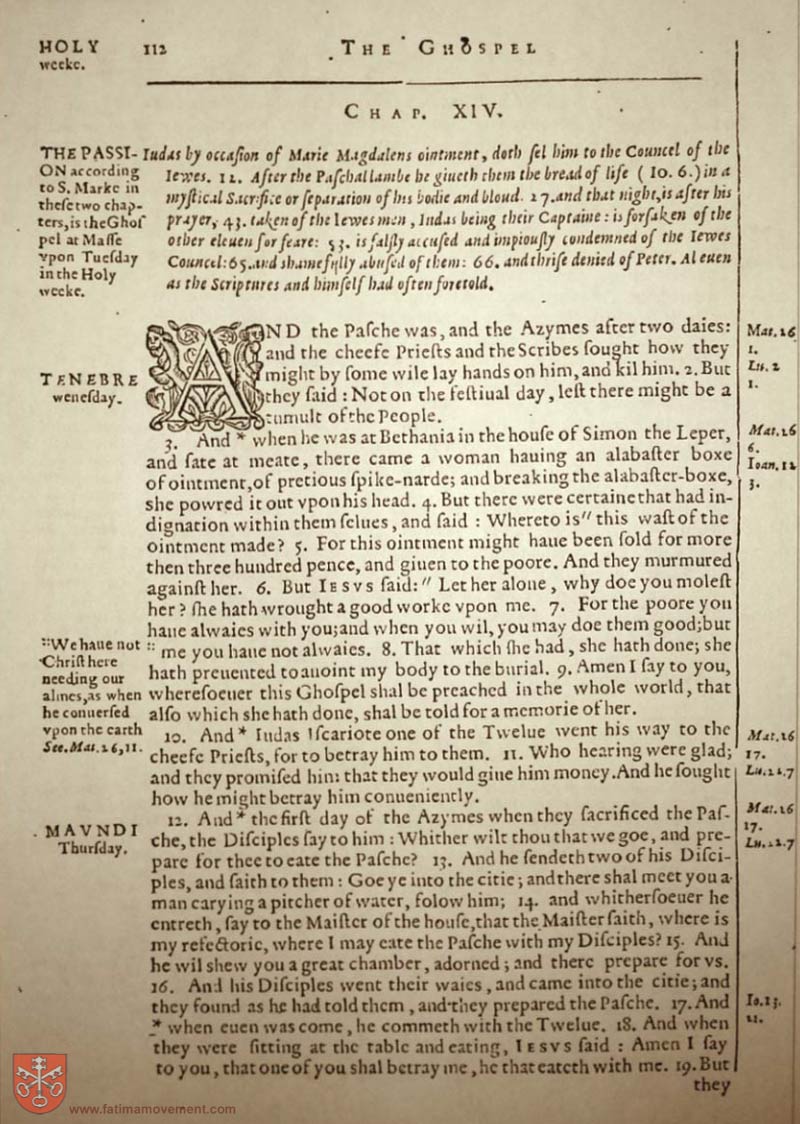 HOLY weeke.
112
THE GHOSPEL
CHAP. XIV.
THE PASSI-
ON according
to S. Marke in
theſe two chap-
ters, is the Ghoſ
pel at Maſſe
vpon Tueſday
in the Holy
weeke.
Iudas by occaſion of Marie Magdalens ointment, doth ſel him to the Councel of the
Iewes. 12. After the Paſchal lambe he giueth them the bread of life (Io. 6.) in a
myſtical Sacrifice or ſeparation of his bodie and bloud. 27. and that night, is after his
prayer, 43. taken of the Iewes men, Iudas being their Captaine: is forſaken of the
other eleuen for feare: 53. is falſly accuſed and impiouſly condemned of the Iewes
Council: 65. and shamefully abuſed of them: 66. and thriſe denied of Peter. Al euen
as the Scriptures and himſelf had often foretold.
TENEBRE
weneſday.
AND the Paſche was, and the Azymes after two daies:
and the cheefe Prieſts and the Scribes ſought how they
might by ſome wile lay hands on him, and kil him. 2. But
they ſaid: Not on the feſtiual day, leſt there might be a
tumult of the People.
Mat. 26
1.
Lu. 2
1.
3. And * when he was at Bethania in the houſe of Simon the Leper,
and ſate at meate, there came a woman hauing an alabaſter boxe
of ointment, of pretious ſpike-narde; and breaking the alabaſter-boxe,
she powred it out vpon his head. 4. But there were certaine that had in-
dignation within them ſelues, and ſaid: Whereto is" this waſt of the
ointment made? 5. For this ointment might haue been ſold for more
then three hundred pence, and giuen to the poore. And they murmured
againſt her. 6. But IESVS ſaid:" Let her alone, why doe you moleſt
her? ſhe hath wrought a good worke vpon me. 7. For the poore you
haue alwaies with you; and when you wil, you may doe them good; but
:: me you haue not alwaies. 8. That which ſhe had, she hath done; she
hath preuented to anoint my body to the burial. 9. Amen I ſay to you,
whereſoeuer this Ghoſpel shal be preached in the whole world, that
alſo which she hath done, shal be told for a memorie of her.
Mat. 26
6.
Ioan. 12
3.
:: We haue not
Chriſt here
needing our
almes, as when
he conuerſed
vpon the earth
See. Mat. 26, 11.
10. And * Iudas Iſcariote one of the Twelue went his way to the
cheefe Prieſts, for to betray him to them. 11. Who hearing were glad;
and they promiſed him that they would giue him money. And he ſought
how he might betray him conueniently.
Mat. 26
17.
Lu. 22. 7
MAVNDI
Thurſday.
12. And * the firſt day of the Azymes when they ſacrificed the Paſ-
che, the Diſciples ſay to him: Whither wilt thou that we goe, and pre-
pare for thee to eate the Paſche? 13. And he ſendeth two of his Diſci-
ples, and ſaith to them: Goe ye into the citie; and there shal meet you a
man carying a pitcher of water, folow him; 14. and whitherſoeuer he
entreth, ſay to the Maiſter of the houſe, that the Maiſter ſaith, where is
my refectorie, where I may eate the Paſche with my Diſciples? 15. And
he wil shew you a great chamber, adorned; and there prepare for vs.
16. And his Diſciples went their waies, and came into the citie; and
they found as he had told them, and they prepared the Paſche. 17. And
* when euen was come, he commeth with the Twelue. 18. And when
they were ſitting at the table and eating, IESVS ſaid: Amen I ſay
to you, that one of you shal betray me, he that eateth with me. 19. But
they
Mat. 26
17.
Lu. 22. 7
Io. 13.
21.
www.fatimamovement.com